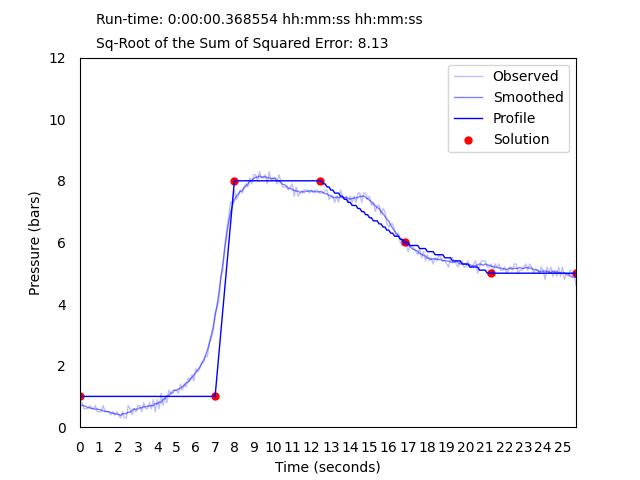 Run-time: 0:00:00.368554 hh:mm:ss hh:mm:ss
Sq-Root of the Sum of Squared Error: 8.13
12
10
8
6
4
2
0
Pressure (bars)
Observed
Smoothed
Profile
Solution
0 1 2 3 4 5 6 7 8 9 10 11 12 13 14 15 16 17 18 19 20 21 22 23 24 25
Time (seconds)